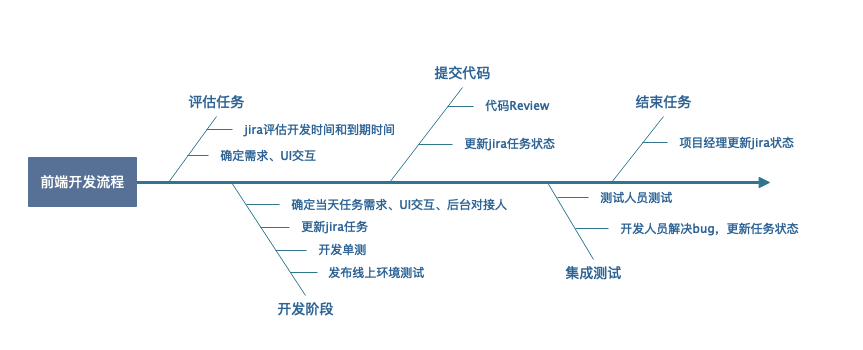 前端开发流程
评估任务
jira评估开发时间和到期时间
确定需求、UI交互
开发阶段
确定当天任务需求、UI交互、后台对接人
更新jira任务
开发单测
发布线上环境测试
提交代码
代码Review
更新jira任务状态
集成测试
测试人员测试
开发人员解决bug，更新任务状态
结束任务
项目经理更新jira状态